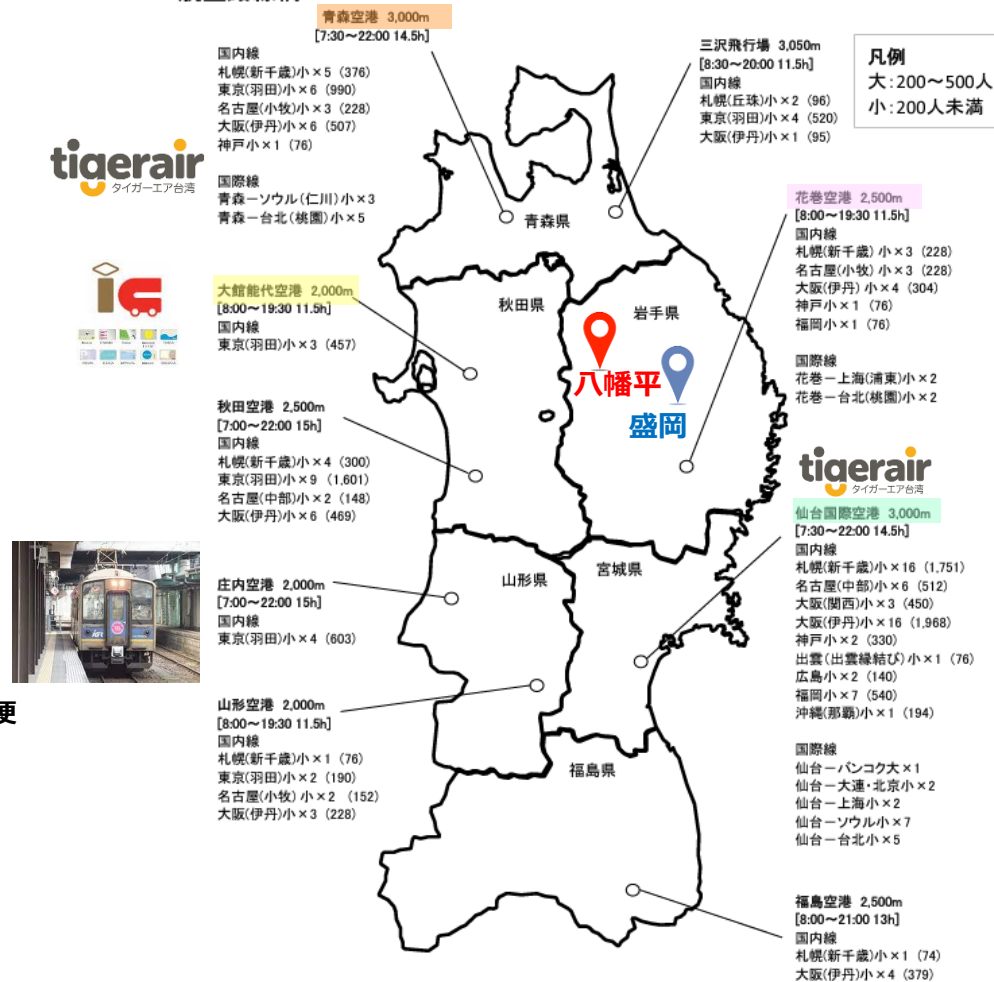 青森空港 3,000m
[7:30～22:00 14.5h]
国内線
札幌(新千歳)小×5 (376)
東京(羽田)小×6 (990)
名古屋(小牧)小×3 (228)
大阪(伊丹)小×6 (507)
神戸小×1 (76)
国際線
青森－ソウル(仁川)小×3
青森－台北(桃園)小×5
三沢飛行場 3,050m
[8:30～20:00 11.5h]
国内線
札幌(丘珠)小×2 (96)
東京(羽田)小×4 (520)
大阪(伊丹)小×1 (95)
凡例
大:200～500人
小:200人未満
tigerair
タイガーエア台湾
青森県
花巻空港 2,500m
[8:00～19:30 11.5h]
国内線
札幌(新千歳) 小×3 (228)
名古屋(小牧) 小×3 (228)
大阪(伊丹) 小×4 (304)
神戸小×1 (76)
福岡小×1 (76)
国際線
花巻－上海(浦東)小×2
花巻－台北(桃園)小×2
大館能代空港 2,000m
[8:00～19:30 11.5h]
国内線
東京(羽田)小×3 (457)
秋田県
岩手県
八幡平
盛岡
秋田空港 2,500m
[7:00～22:00 15h]
国内線
札幌(新千歳)小×4 (300)
東京(羽田)小×9 (1,601)
名古屋(中部)小×2 (148)
大阪(伊丹)小×6 (469)
tigerair
タイガーエア台湾
仙台国際空港 3,000m
[7:30～22:00 14.5h]
国内線
札幌(新千歳)小×16 (1,751)
名古屋(中部)小×6 (512)
大阪(関西)小×3 (450)
大阪(伊丹)小×16 (1,968)
神戸小×2 (330)
出雲(出雲縁結び)小×1 (76)
広島小×2 (140)
福岡小×7 (540)
沖縄(那覇)小×1 (194)
国際線
仙台－バンコク大×1
仙台－大連・北京小×2
仙台－上海小×2
仙台－ソウル小×7
仙台－台北小×5
庄内空港 2,000m
[7:00～22:00 15h]
国内線
東京(羽田)小×4 (603)
山形県
宮城県
便
山形空港 2,000m
[8:00～19:30 11.5h]
国内線
札幌(新千歳)小×1 (76)
東京(羽田)小×2 (190)
名古屋(小牧) 小×2 (152)
大阪(伊丹)小×3 (228)
福島県
福島空港 2,500m
[8:00～21:00 13h]
国内線
札幌(新千歳)小×1 (74)
大阪(伊丹)小×4 (379)